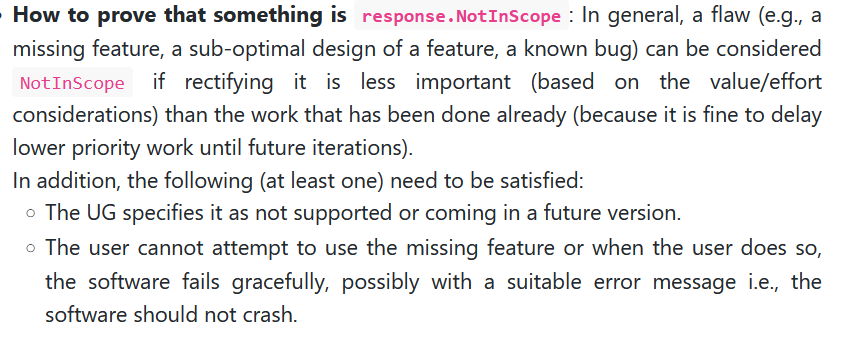 How to prove that something is response.NotInScope : In general, a flaw (e.g., a
missing feature, a sub-optimal design of a feature, a known bug) can be considered
NotInScope if rectifying it is less important (based on the value/effort
considerations) than the work that has been done already (because it is fine to delay
lower priority work until future iterations).
In addition, the following (at least one) need to be satisfied:
The UG specifies it as not supported or coming in a future version.
The user cannot attempt to use the missing feature or when the user does so,
the software fails gracefully, possibly with a suitable error message i.e., the
software should not crash.